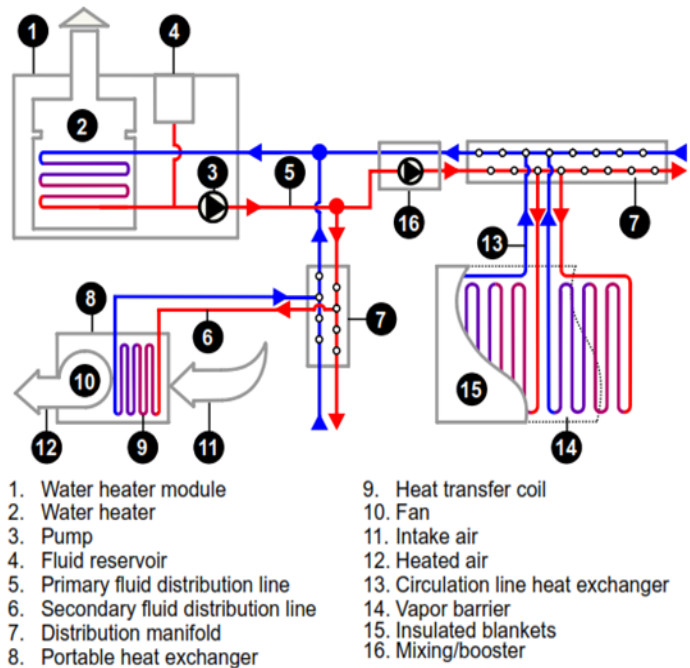 1
4
2
3
5
16
7
13
8
6
7
10
15
12
9
11
14
1. Water heater module
2. Water heater
3. Pump
4. Fluid reservoir
5. Primary fluid distribution line
6. Secondary fluid distribution line
7. Distribution manifold
8. Portable heat exchanger
9. Heat transfer coil
10. Fan
11. Intake air
12. Heated air
13. Circulation line heat exchanger
14. Vapor barrier
15. Insulated blankets
16. Mixing/booster